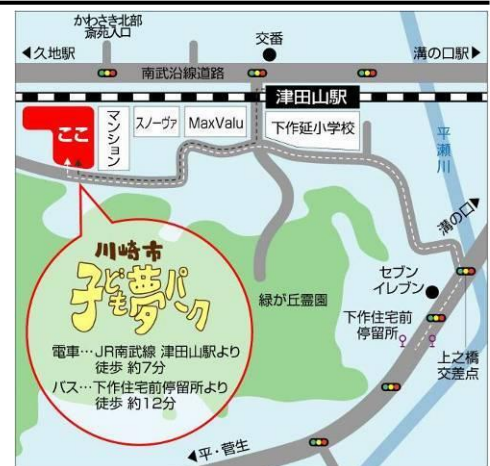 かわさき北部
斎苑入口
交番
◀久地駅
溝の口駅▶
南武沿線道路
津田山駅
ここ
マンション
スノーヴァ
MaxValu
下作延小学校
平瀬川
溝の口▶
川崎市
子ども夢パーク
電車…JR南武線 津田山駅より
徒歩 約7分
バス…下作住宅前停留所より
徒歩 約12分
緑が丘霊園
セブン
イレブン
下作住宅前
停留所
上之橋
交差点
◀平・菅生